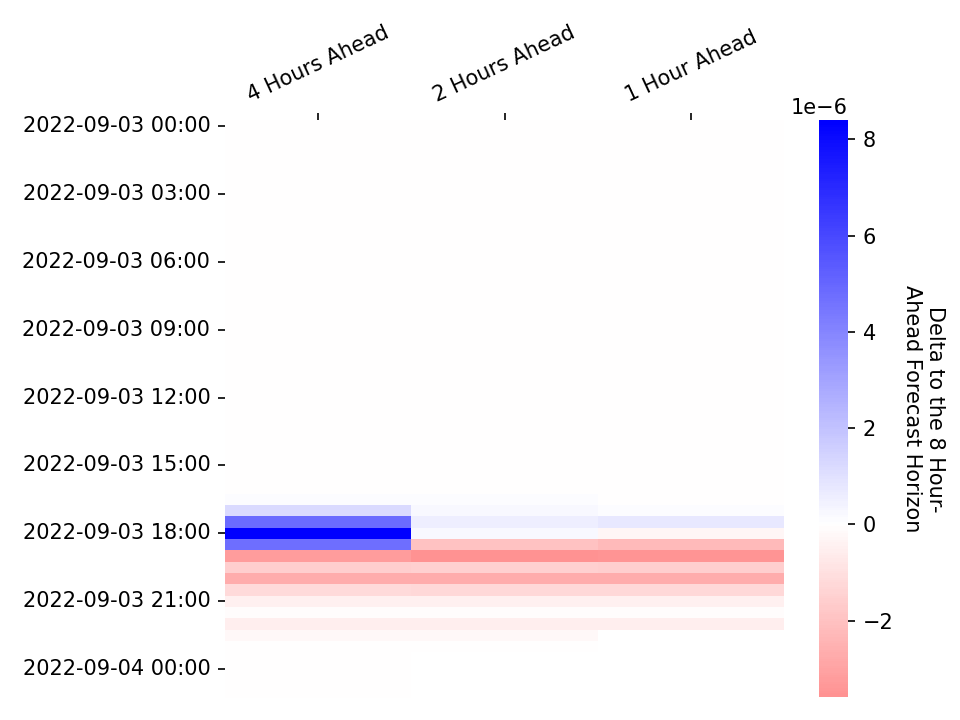 4 Hours Ahead
2 Hours Ahead
1 Hour Ahead
1e−6
2022-09-03 00:00
2022-09-03 03:00
2022-09-03 06:00
2022-09-03 09:00
2022-09-03 12:00
2022-09-03 15:00
2022-09-03 18:00
2022-09-03 21:00
2022-09-04 00:00
8
6
4
2
0
−2
Delta to the 8 Hour-
Ahead Forecast Horizon